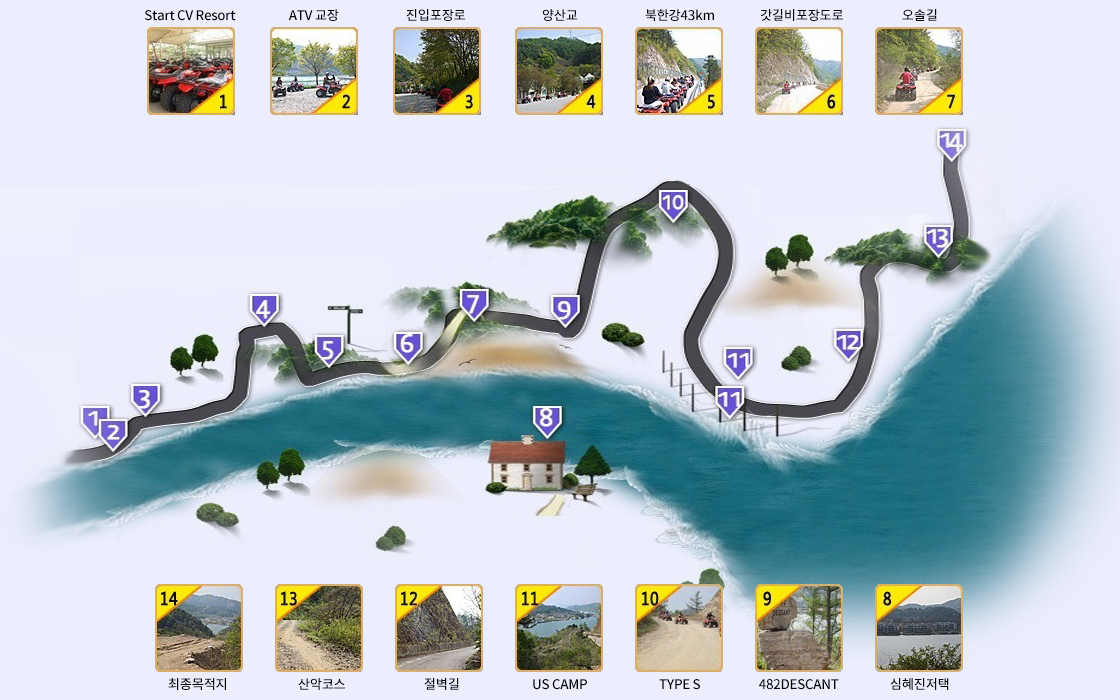 Start CV Resort
ATV 교장
진입포장로
양산교
북한강43km
갓길비포장도로
오솔길
1
2
3
4
5
6
7
14
13
10
4
7
9
5
6
12
11
3
11
1
2
8
14
13
12
11
10
9
8
DESCANT
최종목적지
산악코스
절벽길
US CAMP
TYPE S
482DESCANT
심혜진저택